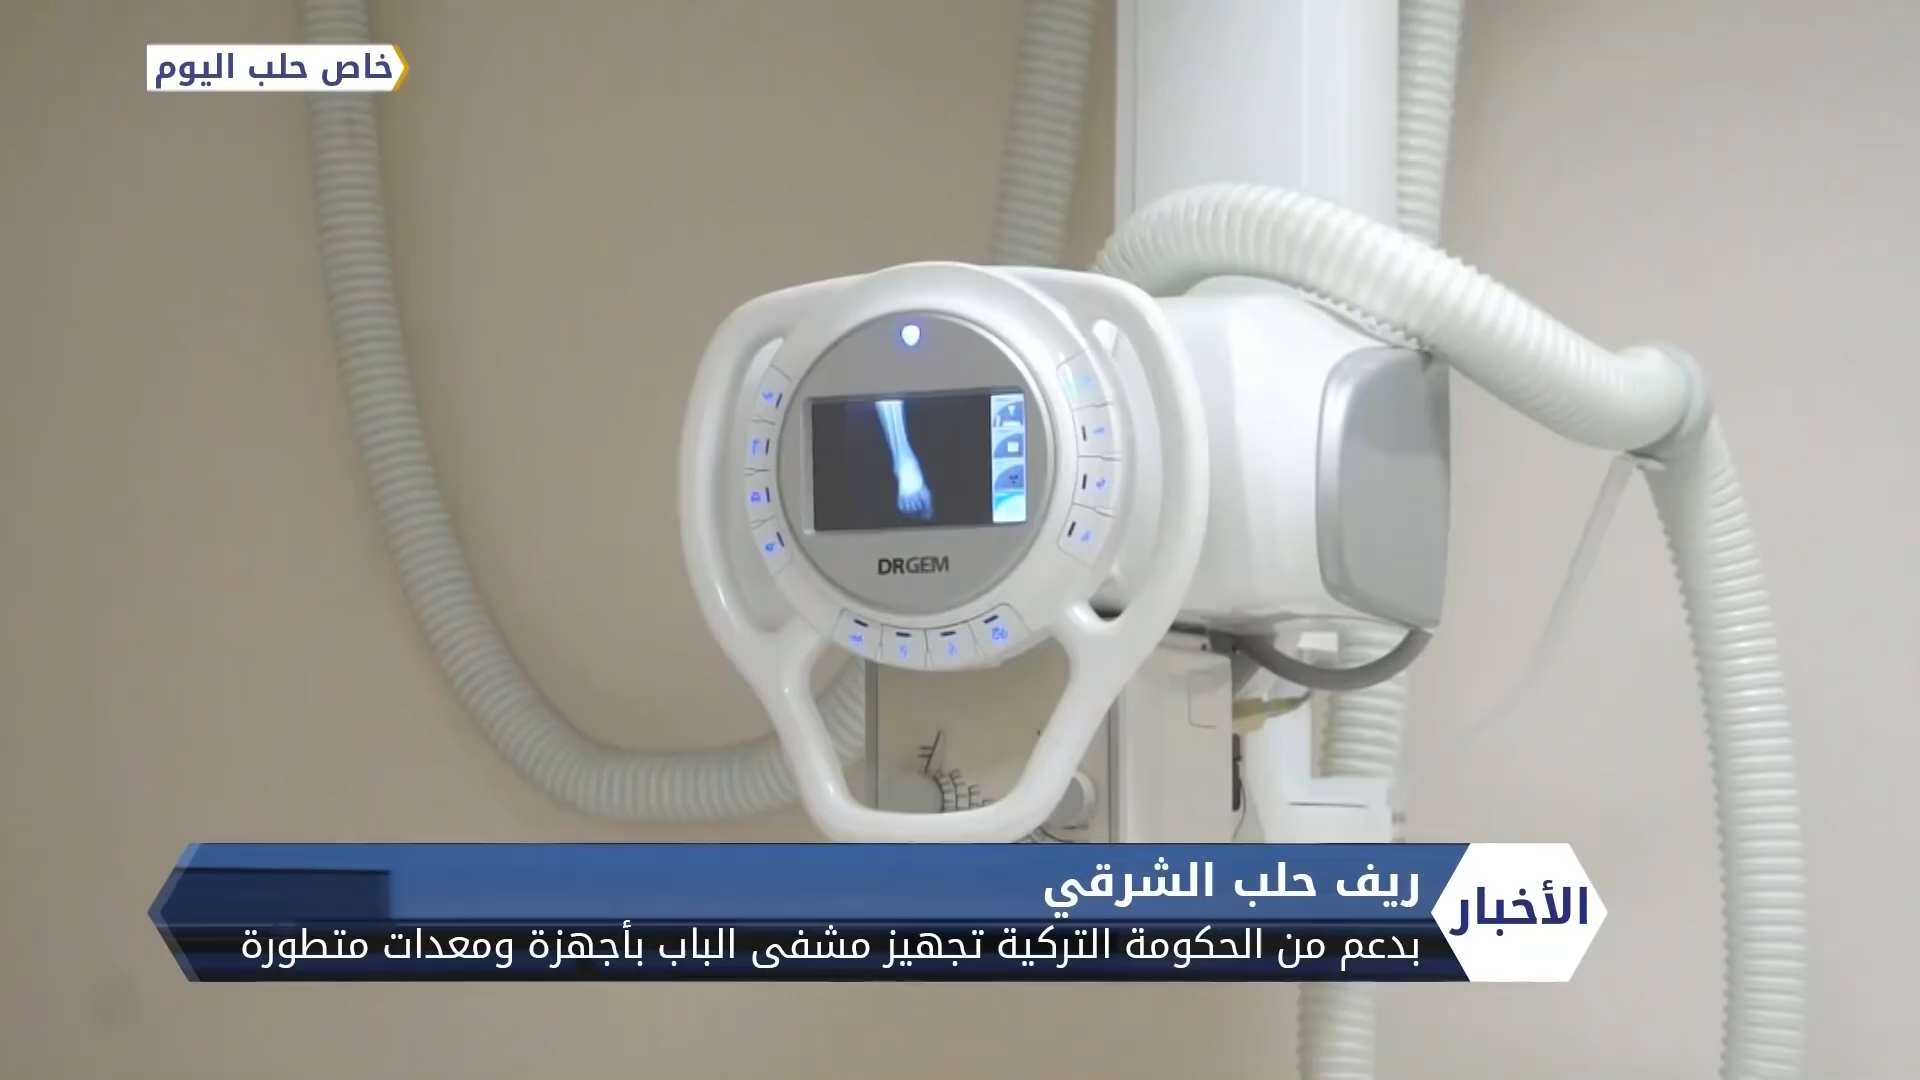 خاص حلب اليوم
DRGEM
ريف حلب الشرقي
الأخبار
بدعم من الحكومة التركية تجهيز مشفى الباب بأجهزة ومعدات متطورة